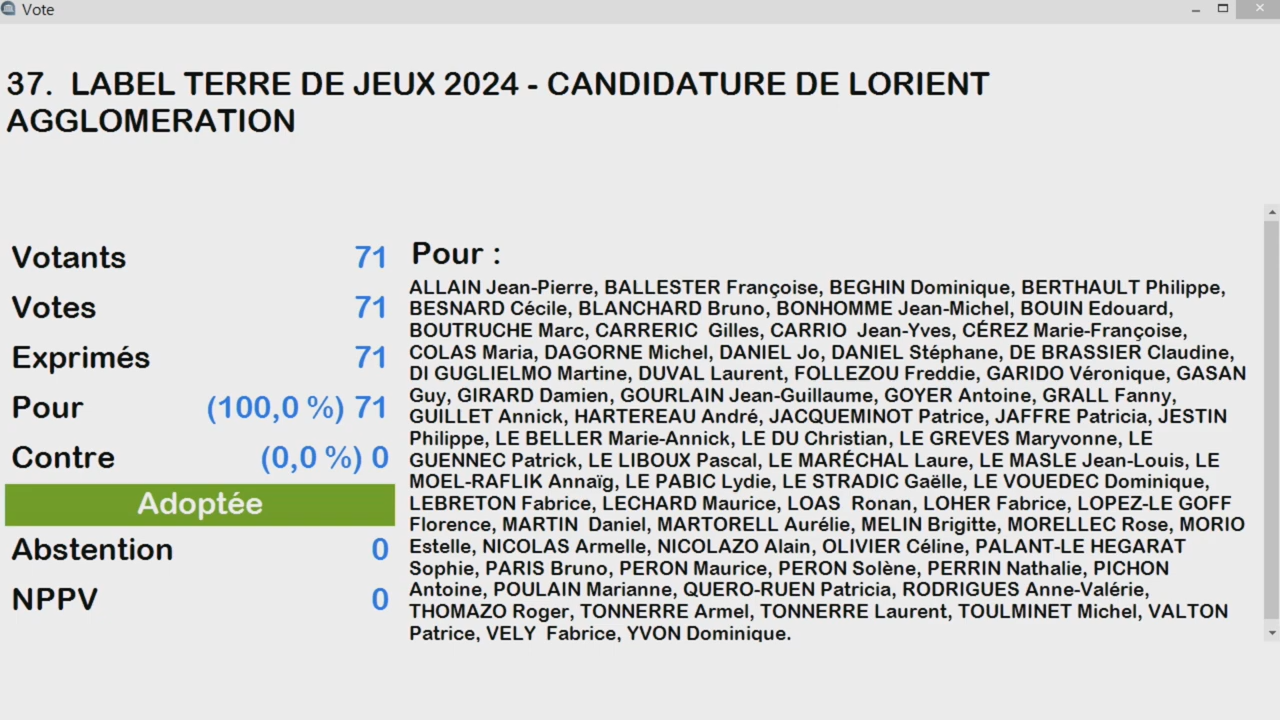 Vote
37.  LABEL TERRE DE JEUX 2024 - CANDIDATURE DE LORIENT
AGGLOMERATION
Votants 71
Votes 71
Exprimés 71
Pour (100,0 %) 71
Contre (0,0 %) 0
Adoptée
Abstention 0
NPPV 0
Pour :
ALLAIN Jean-Pierre, BALLESTER Françoise, BEGHIN Dominique, BERTHAULT Philippe,
BESNARD Cécile, BLANCHARD Bruno, BONHOMME Jean-Michel, BOUIN Edouard,
BOUTRUCHE Marc, CARRERIC  Gilles, CARRIO  Jean-Yves, CÉREZ Marie-Françoise,
COLAS Maria, DAGORNE Michel, DANIEL Jo, DANIEL Stéphane, DE BRASSIER Claudine,
DI GUGLIELMO Martine, DUVAL Laurent, FOLLEZOU Freddie, GARIDO Véronique, GASAN
Guy, GIRARD Damien, GOURLAIN Jean-Guillaume, GOYER Antoine, GRALL Fanny,
GUILLET Annick, HARTEREAU André, JACQUEMINOT Patrice, JAFFRE Patricia, JESTIN
Philippe, LE BELLER Marie-Annick, LE DU Christian, LE GREVES Maryvonne, LE
GUENNEC Patrick, LE LIBOUX Pascal, LE MARÉCHAL Laure, LE MASLE Jean-Louis, LE
MOEL-RAFLIK Annaïg, LE PABIC Lydie, LE STRADIC Gaëlle, LE VOUEDEC Dominique,
LEBRETON Fabrice, LECHARD Maurice, LOAS  Ronan, LOHER Fabrice, LOPEZ-LE GOFF
Florence, MARTIN  Daniel, MARTORELL Aurélie, MELIN Brigitte, MORELLEC Rose, MORIO
Estelle, NICOLAS Armelle, NICOLAZO Alain, OLIVIER Céline, PALANT-LE HEGARAT
Sophie, PARIS Bruno, PERON Maurice, PERON Solène, PERRIN Nathalie, PICHON
Antoine, POULAIN Marianne, QUERO-RUEN Patricia, RODRIGUES Anne-Valérie,
THOMAZO Roger, TONNERRE Armel, TONNERRE Laurent, TOULMINET Michel, VALTON
Patrice, VELY  Fabrice, YVON Dominique.